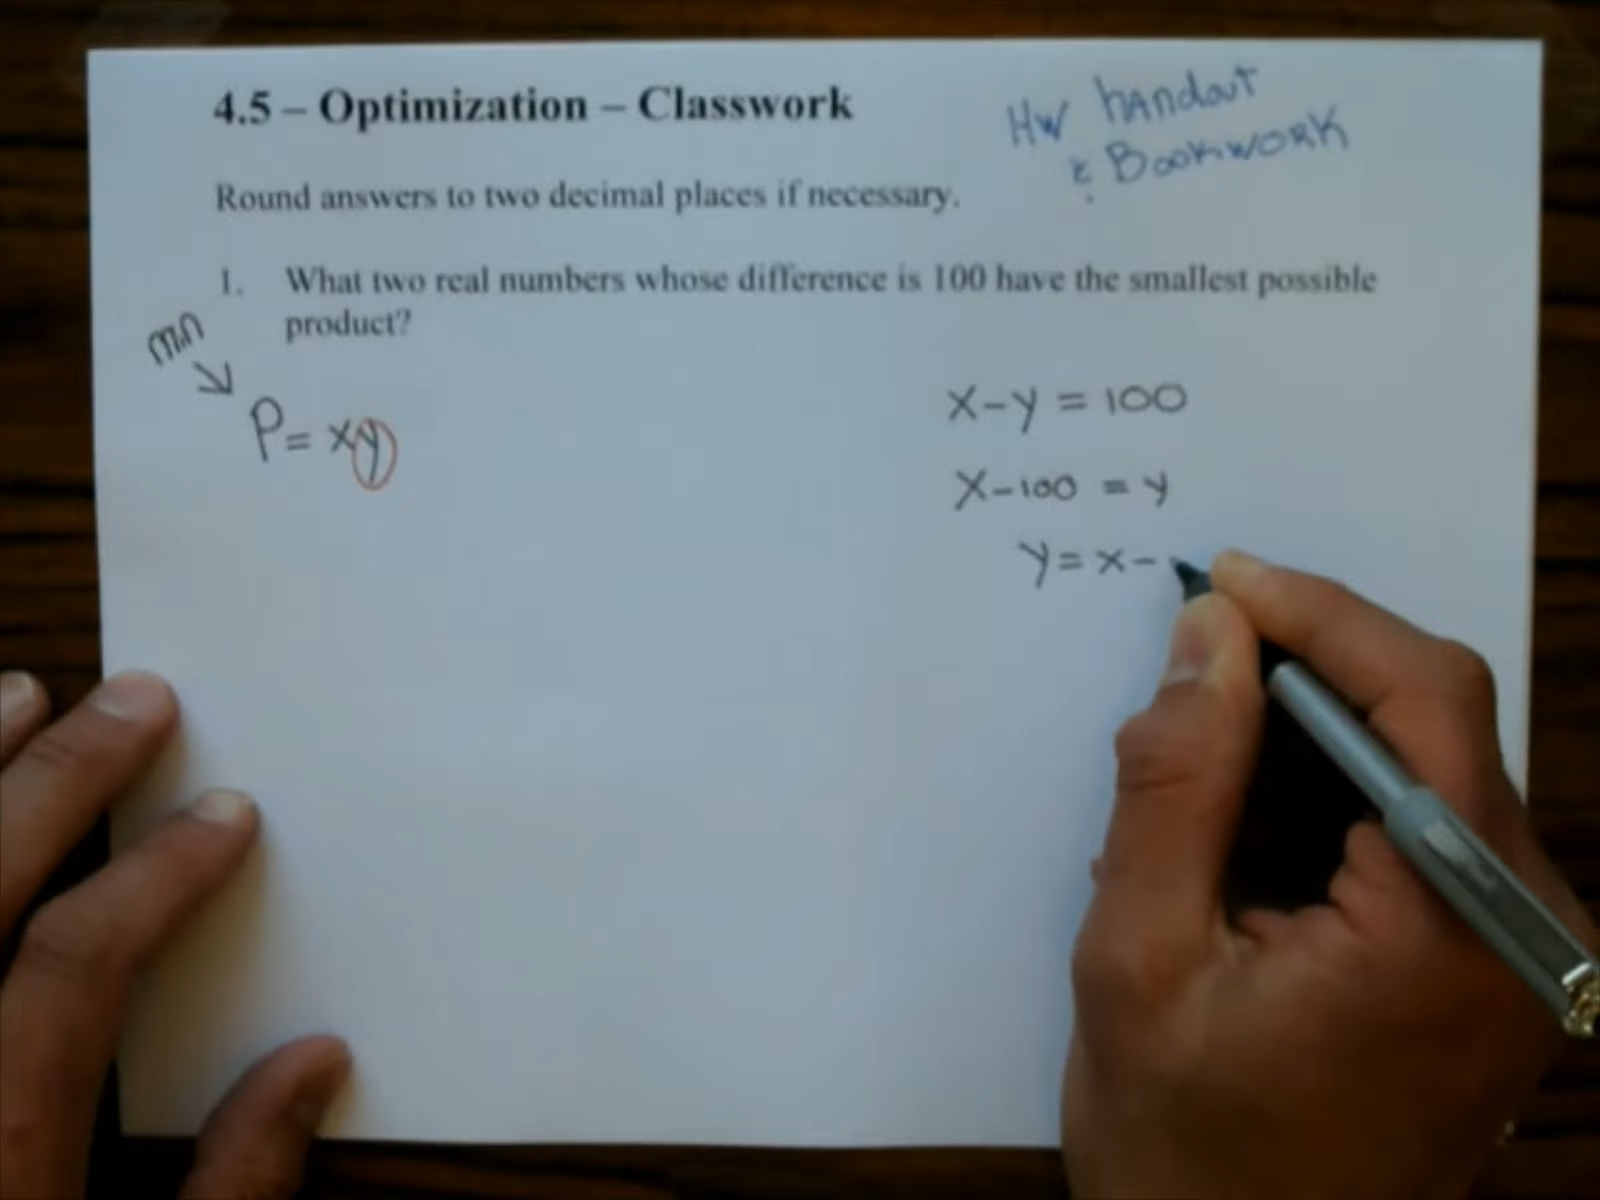 4.5 – Optimization – Classwork
HW handout
& Bookwork
Round answers to two decimal places if necessary.
1. What two real numbers whose difference is 100 have the smallest possible
product?
min
P = xy
x - y = 100
x - 100 = y
y = x -